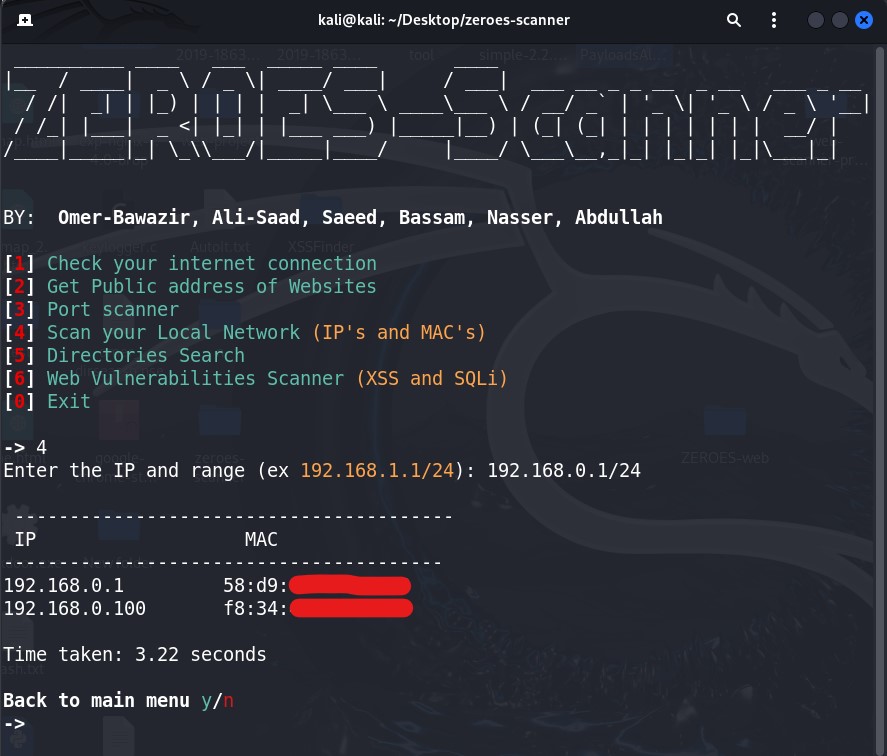 kali@kali: ~/Desktop/zeroes-scanner
ZEROES-Scanner
BY:  Omer-Bawazir, Ali-Saad, Saeed, Bassam, Nasser, Abdullah
[1] Check your internet connection
[2] Get Public address of Websites
[3] Port scanner
[4] Scan your Local Network (IP's and MAC's)
[5] Directories Search
[6] Web Vulnerabilities Scanner (XSS and SQLi)
[0] Exit
-> 4
Enter the IP and range (ex 192.168.1.1/24): 192.168.0.1/24
----------------------------------------
IP                   MAC
----------------------------------------
192.168.0.1         58:d9:
192.168.0.100       f8:34:
Time taken: 3.22 seconds
Back to main menu y/n
->